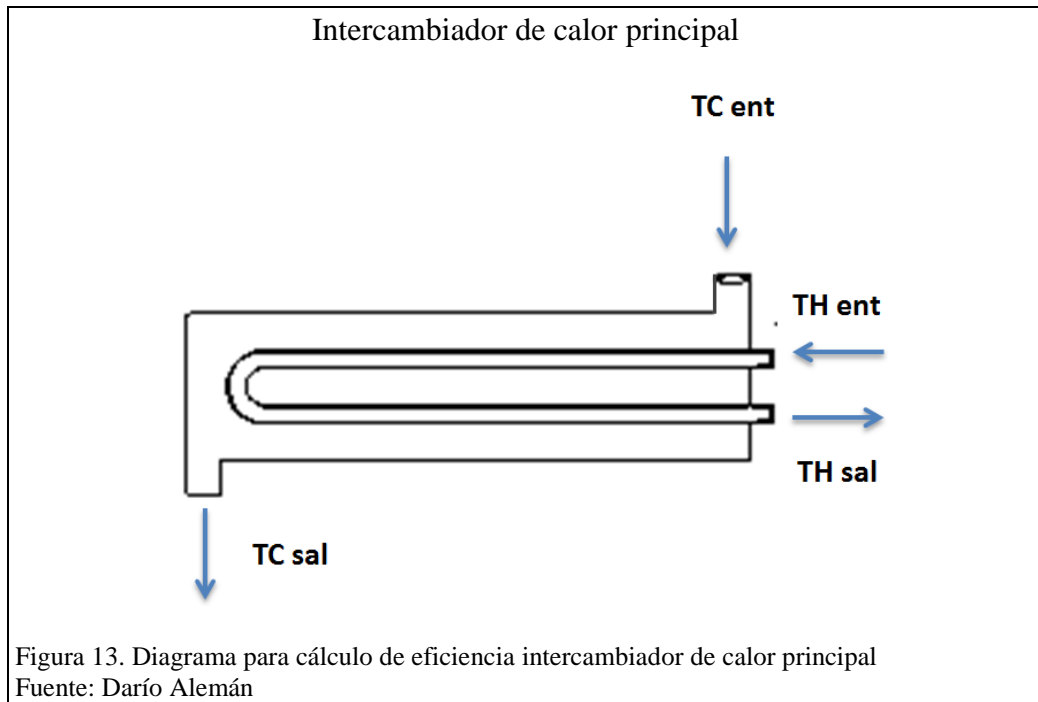 Intercambiador de calor principal
TC ent
TH ent
TH sal
TC sal
Figura 13. Diagrama para cálculo de eficiencia intercambiador de calor principal
Fuente: Darío Alemán